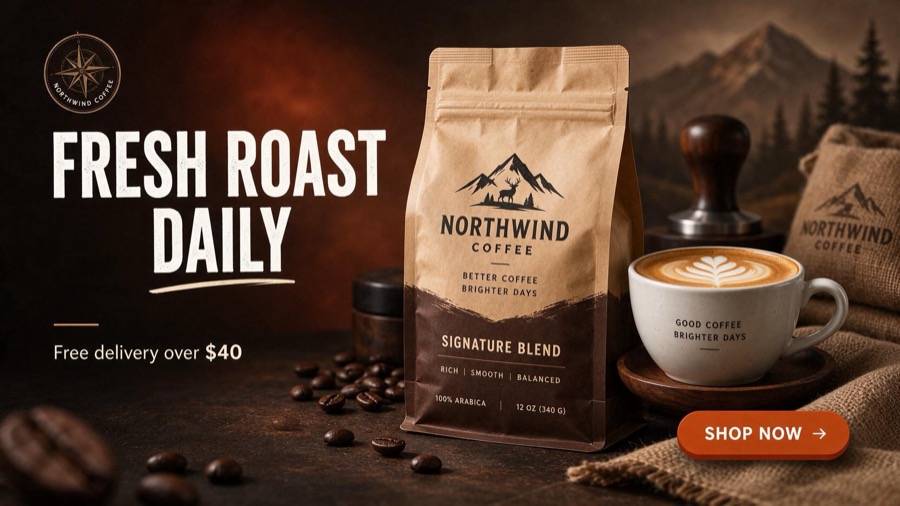 NORTHWIND COFFEE
FRESH ROAST
DAILY
Free delivery over $40
NORTHWIND
COFFEE
BETTER COFFEE
BRIGHTER DAYS
SIGNATURE BLEND
RICH | SMOOTH | BALANCED
100% ARABICA | 12 OZ (340 G)
NORTHWIND
COFFEE
GOOD COFFEE
BRIGHTER DAYS
SHOP NOW →